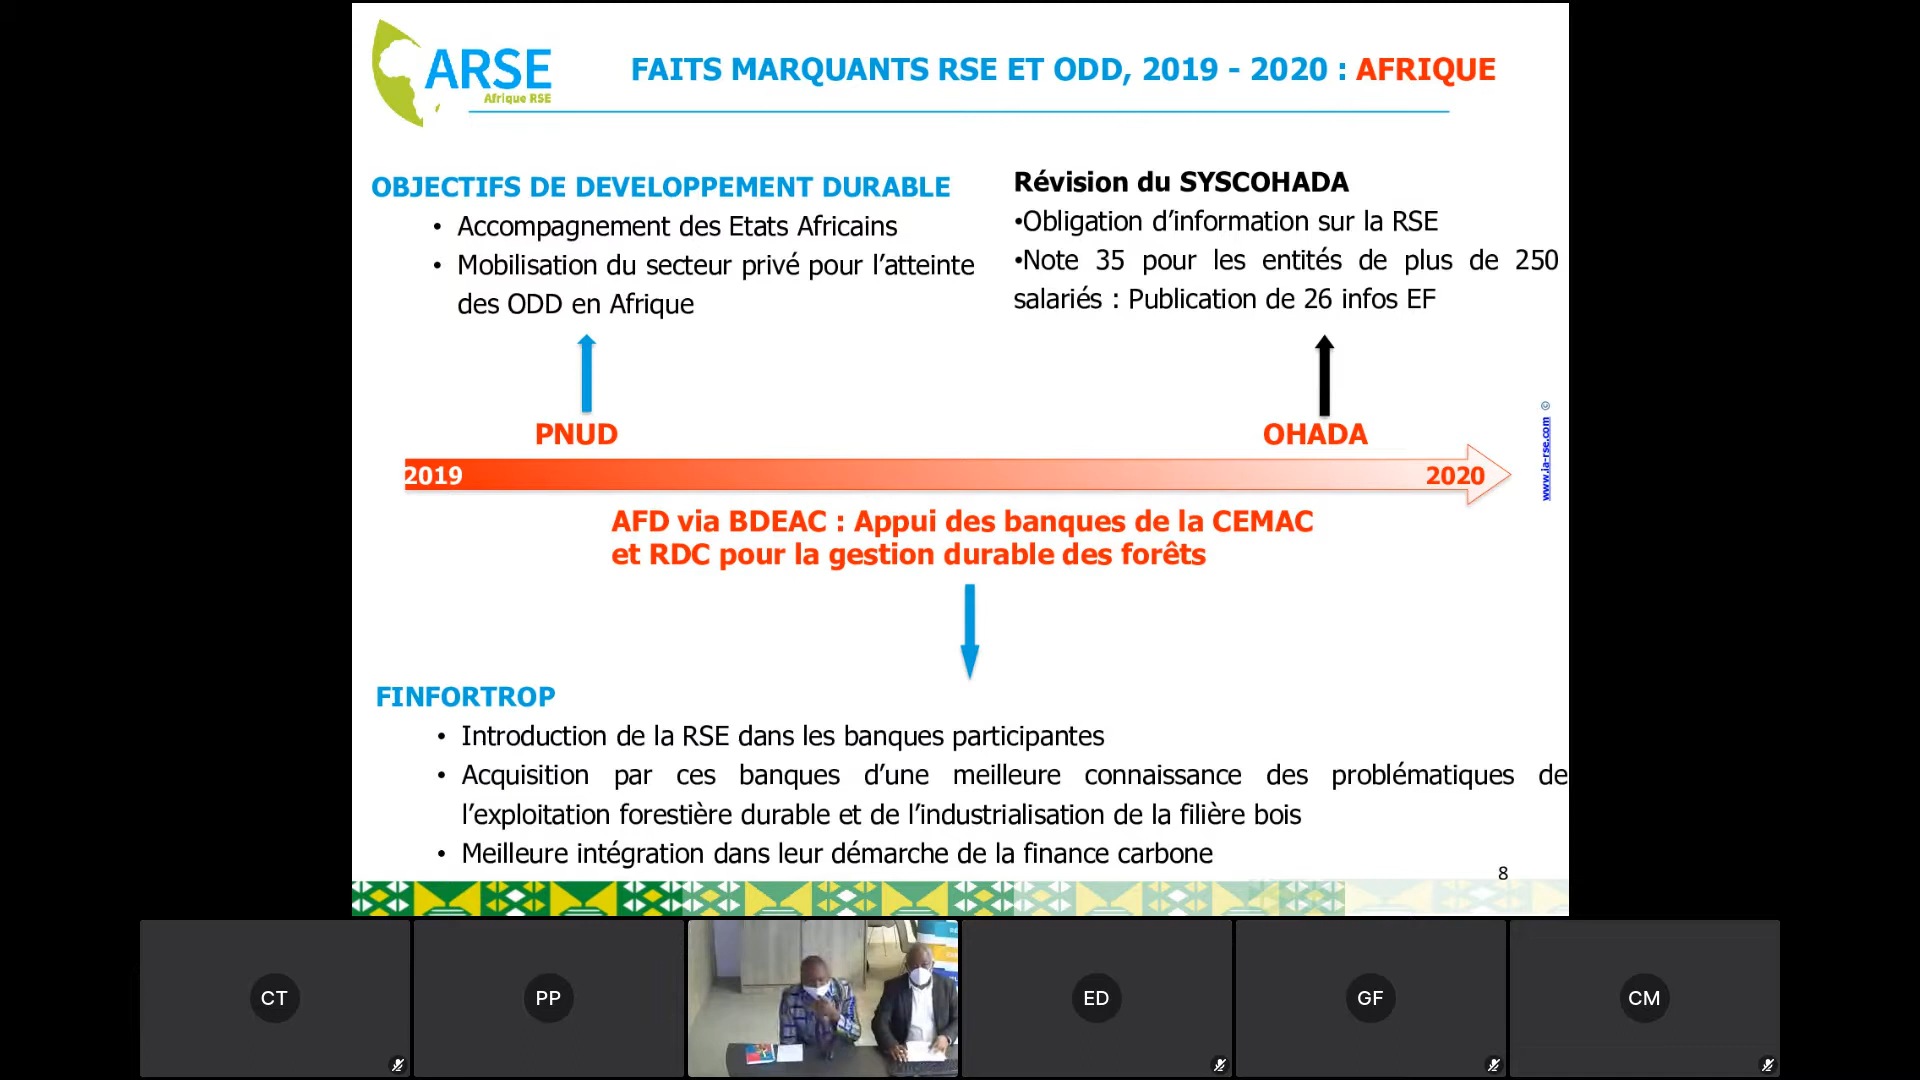 ARSE
Afrique RSE
FAITS MARQUANTS RSE ET ODD, 2019 - 2020 : AFRIQUE
OBJECTIFS DE DEVELOPPEMENT DURABLE
• Accompagnement des Etats Africains
• Mobilisation du secteur privé pour l’atteinte
des ODD en Afrique
Révision du SYSCOHADA
•Obligation d’information sur la RSE
•Note 35 pour les entités de plus de 250
salariés : Publication de 26 infos EF
PNUD
OHADA
2019
2020
www.ia-rse.com ©
AFD via BDEAC : Appui des banques de la CEMAC
et RDC pour la gestion durable des forêts
FINFORTROP
• Introduction de la RSE dans les banques participantes
• Acquisition par ces banques d’une meilleure connaissance des problématiques de
l’exploitation forestière durable et de l’industrialisation de la filière bois
• Meilleure intégration dans leur démarche de la finance carbone
8
CT
PP
ED
GF
CM